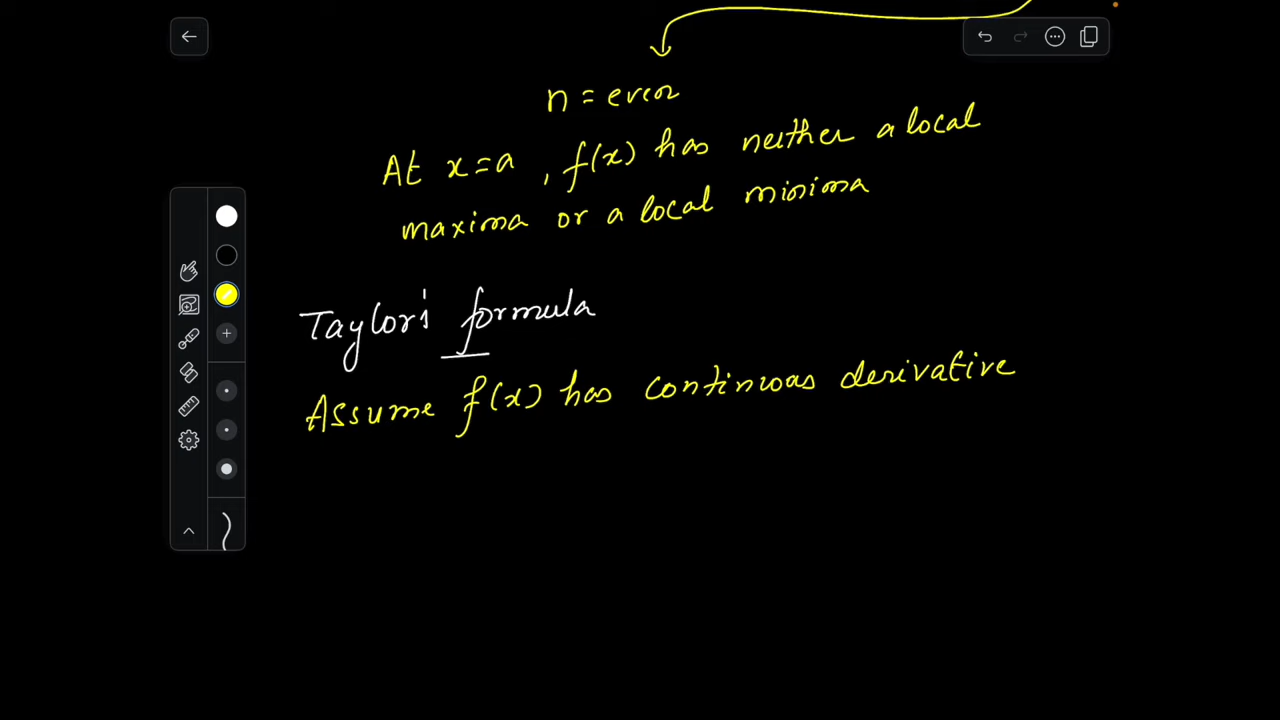 n = even
At x=a , f(x) has neither a local
maxima or a local minima
Taylor's formula
Assume f(x) has continuous derivative